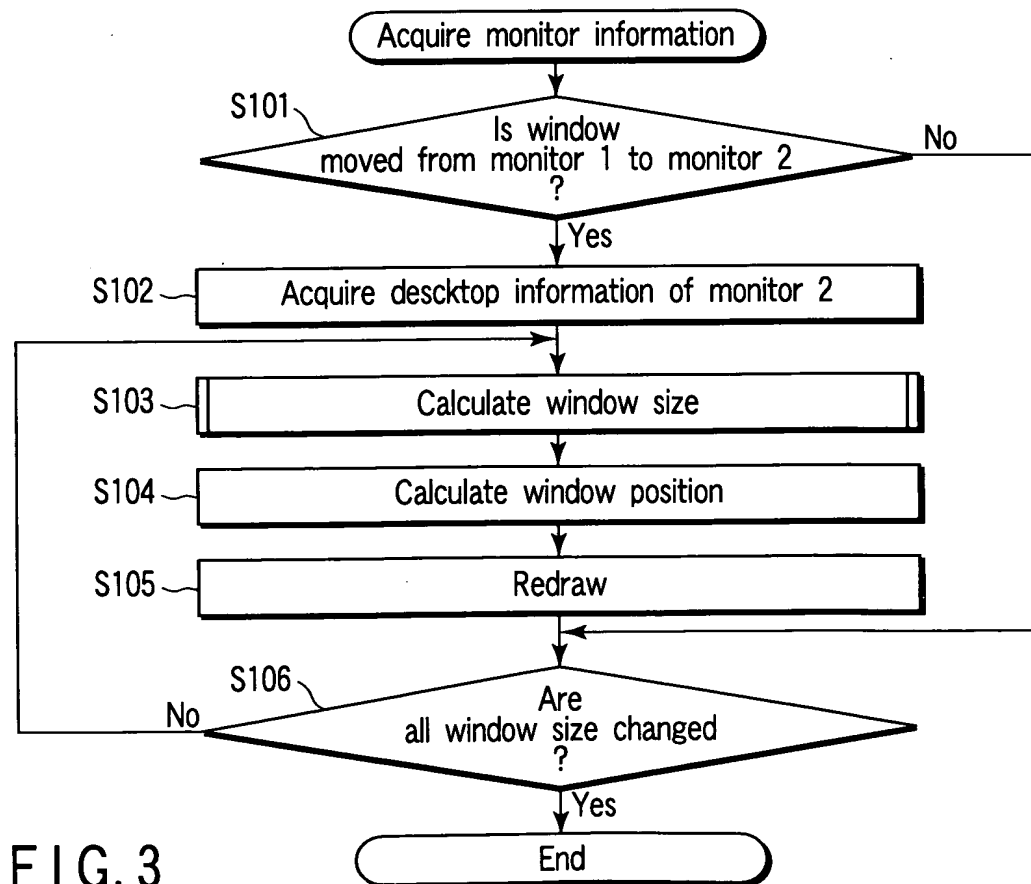 Acquire monitor information
S101
Is window
moved from monitor 1 to monitor 2
?
No
Yes
S102
Acquire descktop information of monitor 2
S103
Calculate window size
S104
Calculate window position
S105
Redraw
S106
Are
all window size changed
?
No
Yes
End
FIG. 3